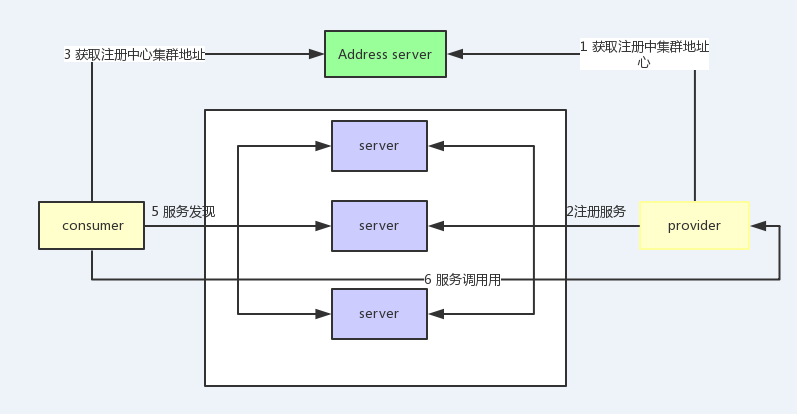 3 获取注册中心集群地址
Address server
1 获取注册中集群地址
心
server
5 服务发现
2注册服务
consumer
server
provider
6 服务调用用
server